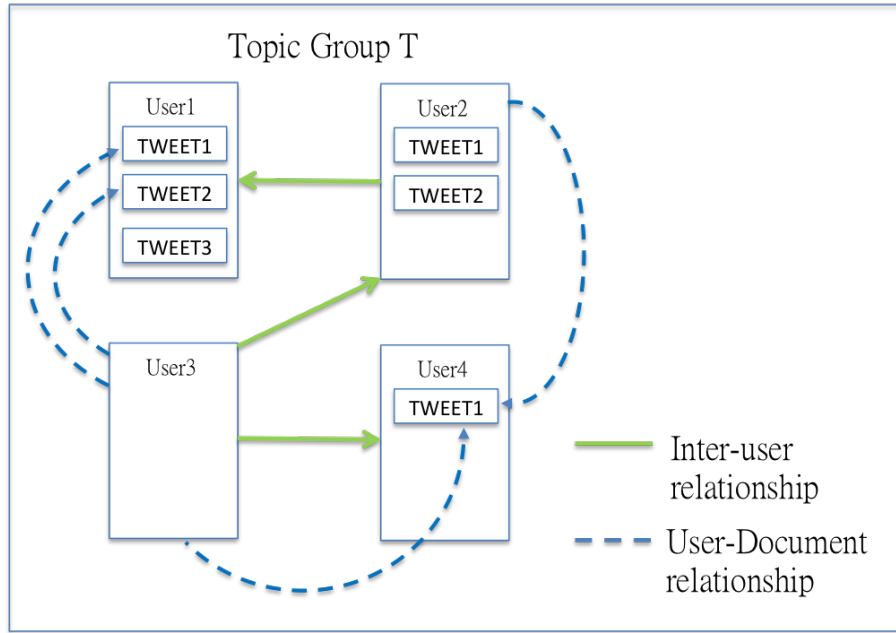 Topic Group T
User1
TWEET1
TWEET2
TWEET3
User2
TWEET1
TWEET2
User3
User4
TWEET1
Inter-user
relationship
User-Document
relationship